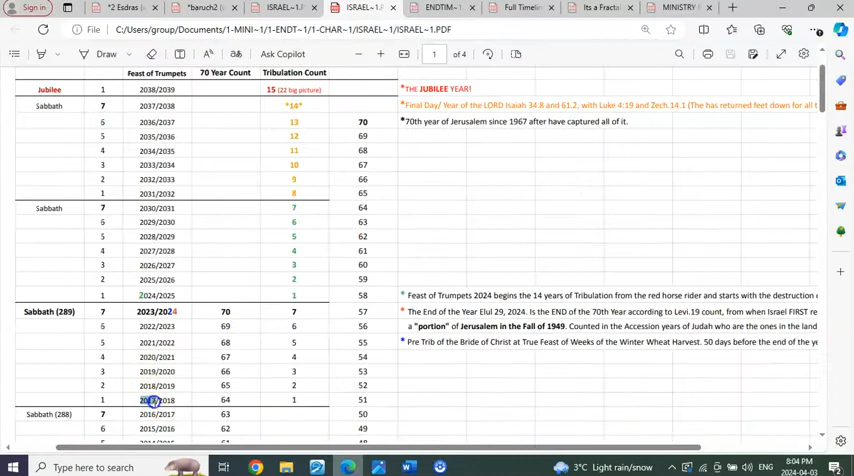 Sign in
*2 Esdras (
*baruch2 (
ISRAEL~1.P
ISRAEL~1.P
ENDTIM~
Full Timelin
Its a Fractal
MINISTRY
File
C:/Users/group/Documents/1-MINI~1/1-ENDT~1/1-CHAR~1/ISRAEL~1/ISRAEL~1.PDF
Draw
Ask Copilot
1 of 4
Feast of Trumpets 70 Year Count Tribulation Count
Jubilee 1 2038/2039 15 (22 big picture) *THE JUBILEE YEAR!
Sabbath 7 2037/2038 *14* *Final Day/ Year of the LORD Isaiah 34.8 and 61.2, with Luke 4:19 and Zech.14.1 (The has returned feet down for all t
6 2036/2037 13 70 *70th year of Jerusalem since 1967 after have captured all of it.
5 2035/2036 12 69
4 2034/2035 11 68
3 2033/2034 10 67
2 2032/2033 9 66
1 2031/2032 8 65
Sabbath 7 2030/2031 7 64
6 2029/2030 6 63
5 2028/2029 5 62
4 2027/2028 4 61
3 2026/2027 3 60
2 2025/2026 2 59
1 2024/2025 1 58 * Feast of Trumpets 2024 begins the 14 years of Tribulation from the red horse rider and starts with the destruction o
Sabbath (289) 7 2023/2024 70 7 57 * The End of the Year Elul 29, 2024. Is the END of the 70th Year according to Levi.19 count, from when Israel FIRST re
6 2022/2023 69 6 56 a "portion" of Jerusalem in the Fall of 1949. Counted in the Accession years of Judah who are the ones in the land
5 2021/2022 68 5 55 * Pre Trib of the Bride of Christ at True Feast of Weeks of the Winter Wheat Harvest. 50 days before the end of the ye
4 2020/2021 67 4 54
3 2019/2020 66 3 53
2 2018/2019 65 2 52
1 2017/2018 64 1 51
Sabbath (288) 7 2016/2017 63 50
6 2015/2016 62 49
Type here to search
3°C Light rain/snow
8:04 PM
2024-04-03